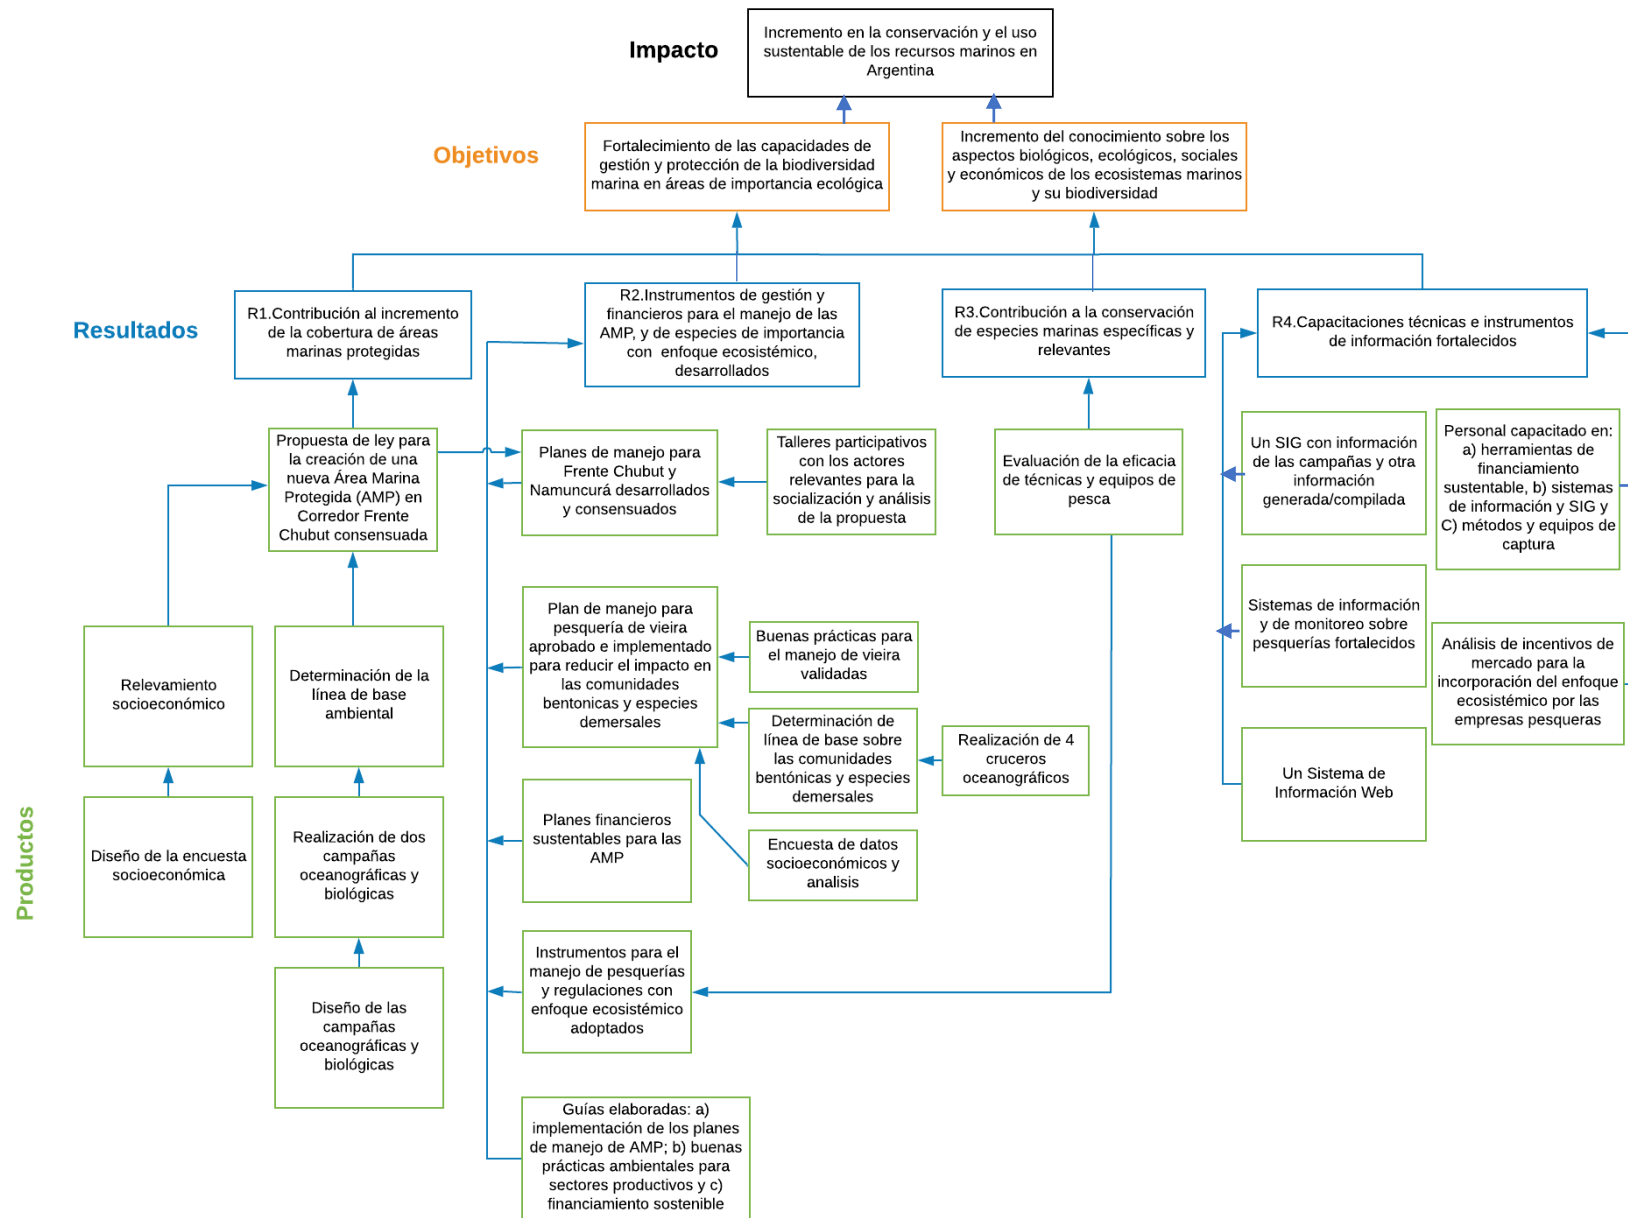 Impacto
Incremento en la conservación y el uso
sustentable de los recursos marinos en
Argentina
Objetivos
Fortalecimiento de las capacidades de
gestión y protección de la biodiversidad
marina en áreas de importancia ecológica
Incremento del conocimiento sobre los
aspectos biológicos, ecológicos, sociales
y económicos de los ecosistemas marinos
y su biodiversidad
Resultados
R1.Contribución al incremento
de la cobertura de áreas
marinas protegidas
R2.Instrumentos de gestión y
financieros para el manejo de las
AMP, y de especies de importancia
con enfoque ecosistémico,
desarrollados
R3.Contribución a la conservación
de especies marinas específicas y
relevantes
R4.Capacitaciones técnicas e instrumentos
de información fortalecidos
Productos
Propuesta de ley para
la creación de una
nueva Área Marina
Protegida (AMP) en
Corredor Frente
Chubut consensuada
Planes de manejo para
Frente Chubut y
Namuncurá desarrollados
y consensuados
Talleres participativos
con los actores
relevantes para la
socialización y análisis
de la propuesta
Evaluación de la eficacia
de técnicas y equipos de
pesca
Un SIG con información
de las campañas y otra
información
generada/compilada
Personal capacitado en:
a) herramientas de
financiamiento
sustentable, b) sistemas
de información y SIG y
C) métodos y equipos de
captura
Relevamiento
socioeconómico
Determinación de la
línea de base
ambiental
Plan de manejo para
pesquería de vieira
aprobado e implementado
para reducir el impacto en
las comunidades
bentonicas y especies
demersales
Buenas prácticas para
el manejo de vieira
validadas
Determinación de
línea de base sobre
las comunidades
bentónicas y especies
demersales
Realización de 4
cruceros
oceanográficos
Encuesta de datos
socioeconómicos y
analisis
Sistemas de información
y de monitoreo sobre
pesquerías fortalecidos
Análisis de incentivos de
mercado para la
incorporación del enfoque
ecosistémico por las
empresas pesqueras
Un Sistema de
Información Web
Diseño de la encuesta
socioeconómica
Realización de dos
campañas
oceanográficas y
biológicas
Planes financieros
sustentables para las
AMP
Diseño de las
campañas
oceanográficas y
biológicas
Instrumentos para el
manejo de pesquerías
y regulaciones con
enfoque ecosistémico
adoptados
Guías elaboradas: a)
implementación de los planes
de manejo de AMP; b) buenas
prácticas ambientales para
sectores productivos y c)
financiamiento sostenible